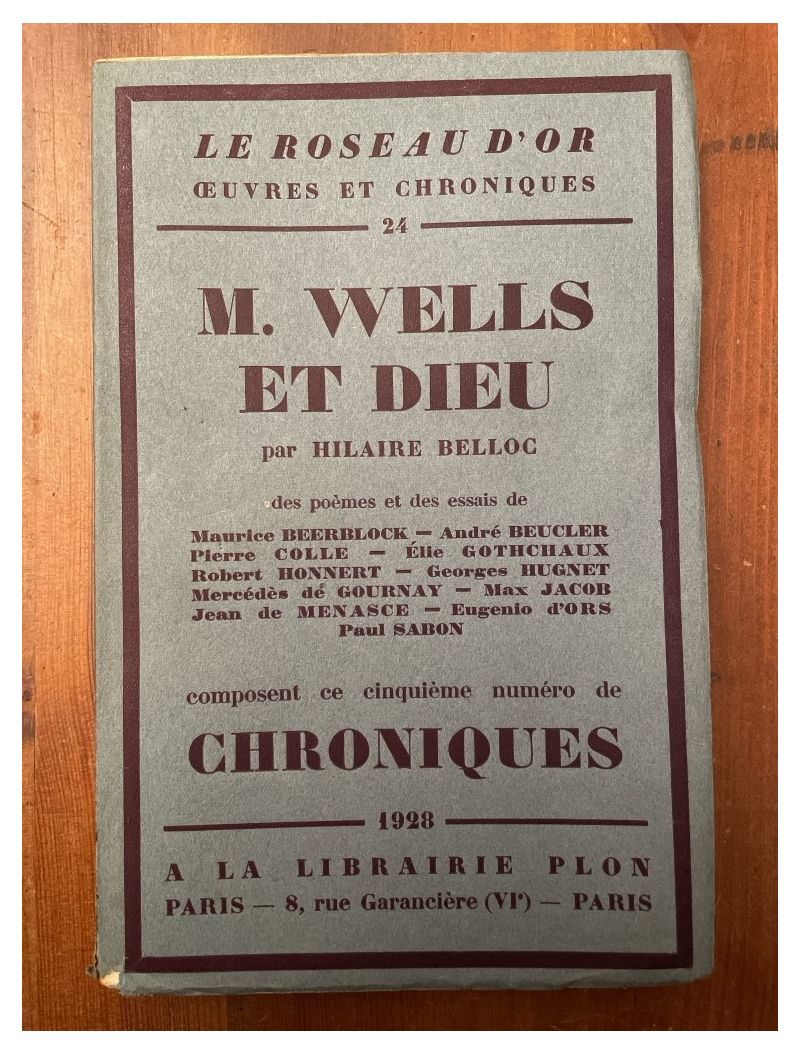 LE ROSEAU D'OR
ŒUVRES ET CHRONIQUES
24
M. WELLS
ET DIEU
par HILAIRE BELLOC
des poèmes et des essais de
Maurice BEERBLOCK — André BEUCLER
Pierre COLLE — Élie GOTHCHAUX
Robert HONNERT — Georges HUGNET
Mercédès de GOURNAY — Max JACOB
Jean de MENASCE — Eugenio d'ORS
Paul SABON
composent ce cinquième numéro de
CHRONIQUES
1928
A LA LIBRAIRIE PLON
PARIS — 8, rue Garancière (VIᵉ) — PARIS